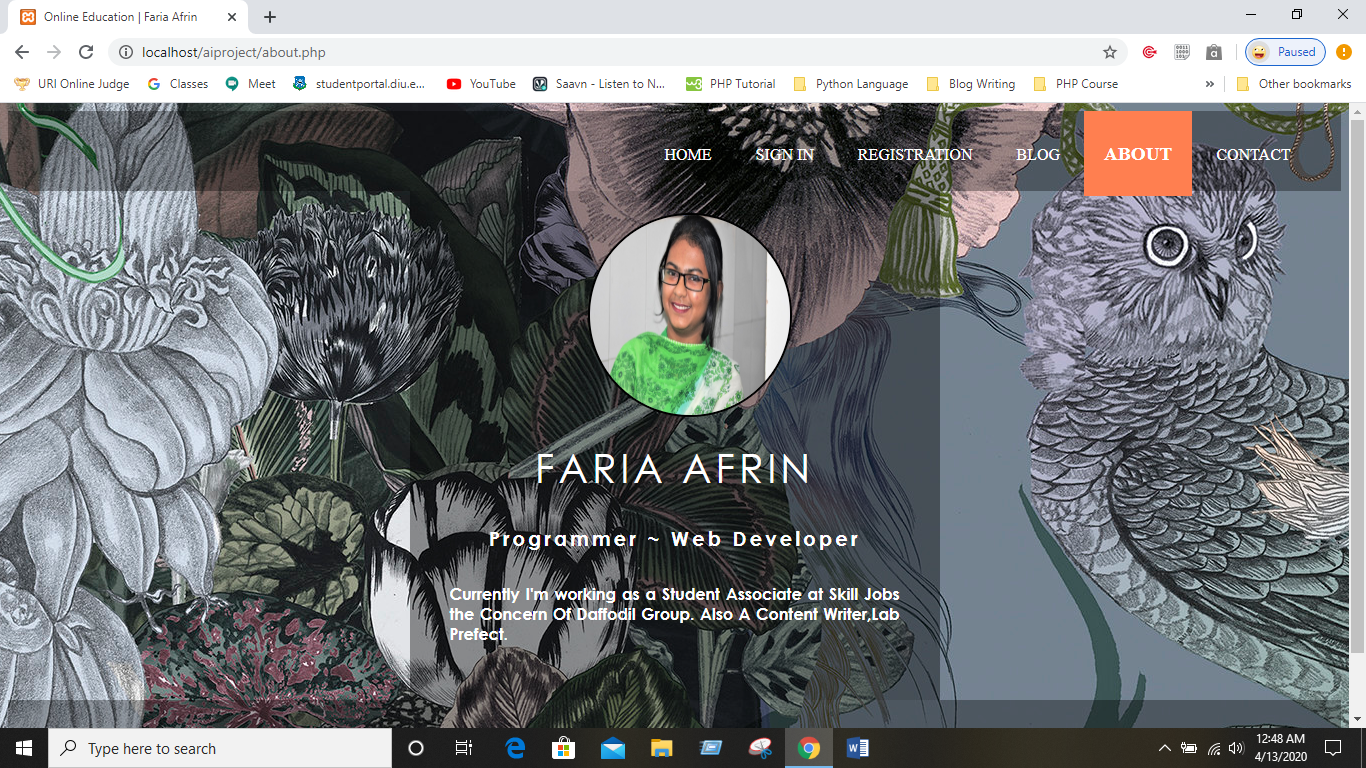 Online Education | Faria Afrin
localhost/aiproject/about.php
Paused
URI Online Judge
Classes
Meet
studentportal.diu.e...
YouTube
Saavn - Listen to N...
PHP Tutorial
Python Language
Blog Writing
PHP Course
»
Other bookmarks
HOME
SIGN IN
REGISTRATION
BLOG
ABOUT
CONTACT
FARIA AFRIN
Programmer ~ Web Developer
Currently I'm working as a Student Associate at Skill Jobs
the Concern Of Daffodil Group. Also A Content Writer,Lab
Prefect.
Type here to search
12:48 AM
4/13/2020